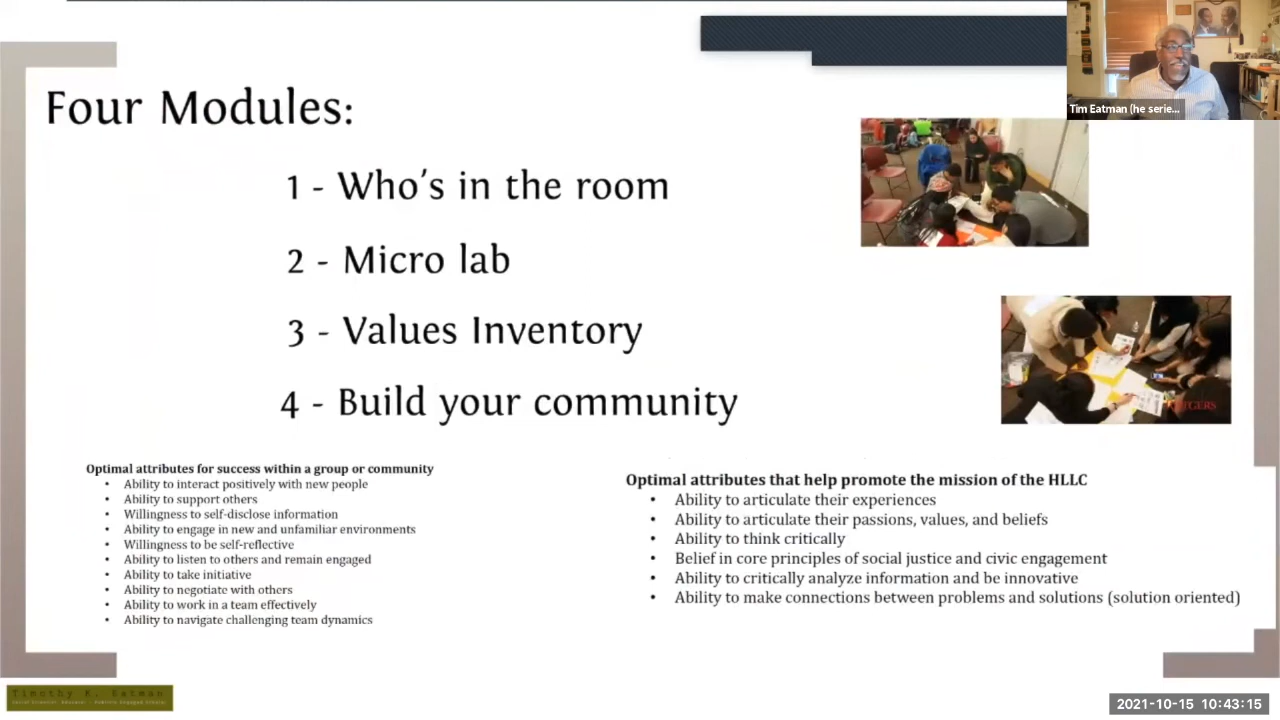 Tim Eatman (he serie...
Four Modules:
1 - Who's in the room
2 - Micro lab
3 - Values Inventory
4 - Build your community
Optimal attributes for success within a group or community
• Ability to interact positively with new people
• Ability to support others
• Willingness to self-disclose information
• Ability to engage in new and unfamiliar environments
• Willingness to be self-reflective
• Ability to listen to others and remain engaged
• Ability to take initiative
• Ability to negotiate with others
• Ability to work in a team effectively
• Ability to navigate challenging team dynamics
Optimal attributes that help promote the mission of the HLLC
• Ability to articulate their experiences
• Ability to articulate their passions, values, and beliefs
• Ability to think critically
• Belief in core principles of social justice and civic engagement
• Ability to critically analyze information and be innovative
• Ability to make connections between problems and solutions (solution oriented)
Timothy K. Eatman
2021-10-15 10:43:15